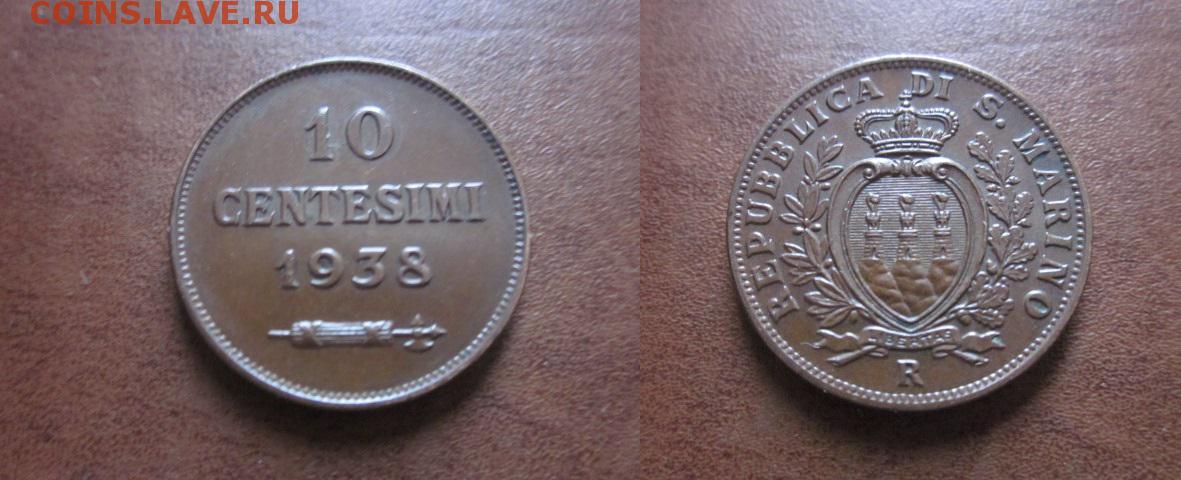 COINS.LAVE.RU
10
CENTESIMI
1938
REPUBBLICA DI S. MARINO
LIBERTAS
R